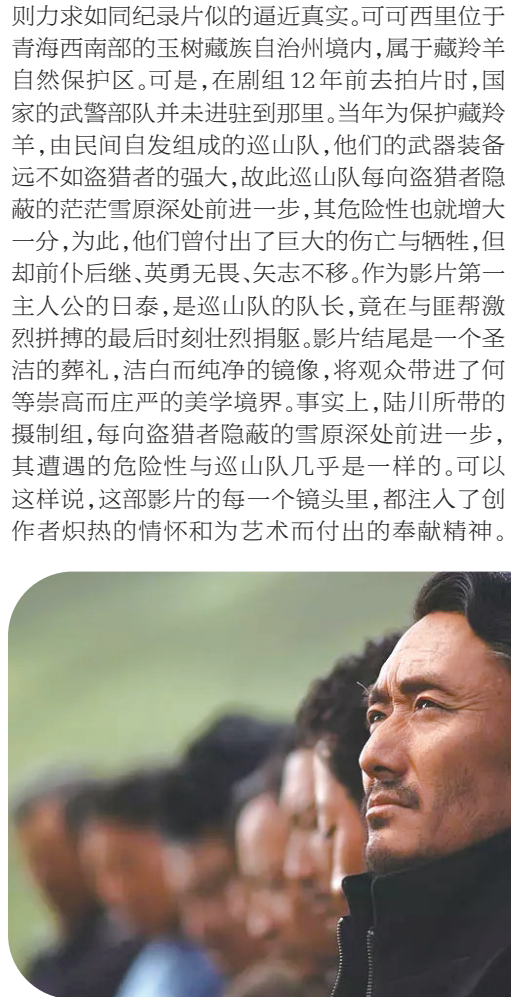 则力求如同纪录片似的逼近真实。可可西里位于
青海西南部的玉树藏族自治州境内,属于藏羚羊
自然保护区。可是,在剧组12年前去拍片时,国
家的武警部队并未进驻到那里。当年为保护藏羚
羊,由民间自发组成的巡山队,他们的武器装备
远不如盗猎者的强大,故此巡山队每向盗猎者隐
蔽的茫茫雪原深处前进一步,其危险性也就增大
一分,为此,他们曾付出了巨大的伤亡与牺牲,但
却前仆后继、英勇无畏、矢志不移。作为影片第一
主人公的日泰,是巡山队的队长,竟在与匪帮激
烈拼搏的最后时刻壮烈捐躯。影片结尾是一个圣
洁的葬礼,洁白而纯净的镜像,将观众带进了何
等崇高而庄严的美学境界。事实上,陆川所带的
摄制组,每向盗猎者隐蔽的雪原深处前进一步,
其遭遇的危险性与巡山队几乎是一样的。可以
这样说,这部影片的每一个镜头里,都注入了创
作者炽热的情怀和为艺术而付出的奉献精神。